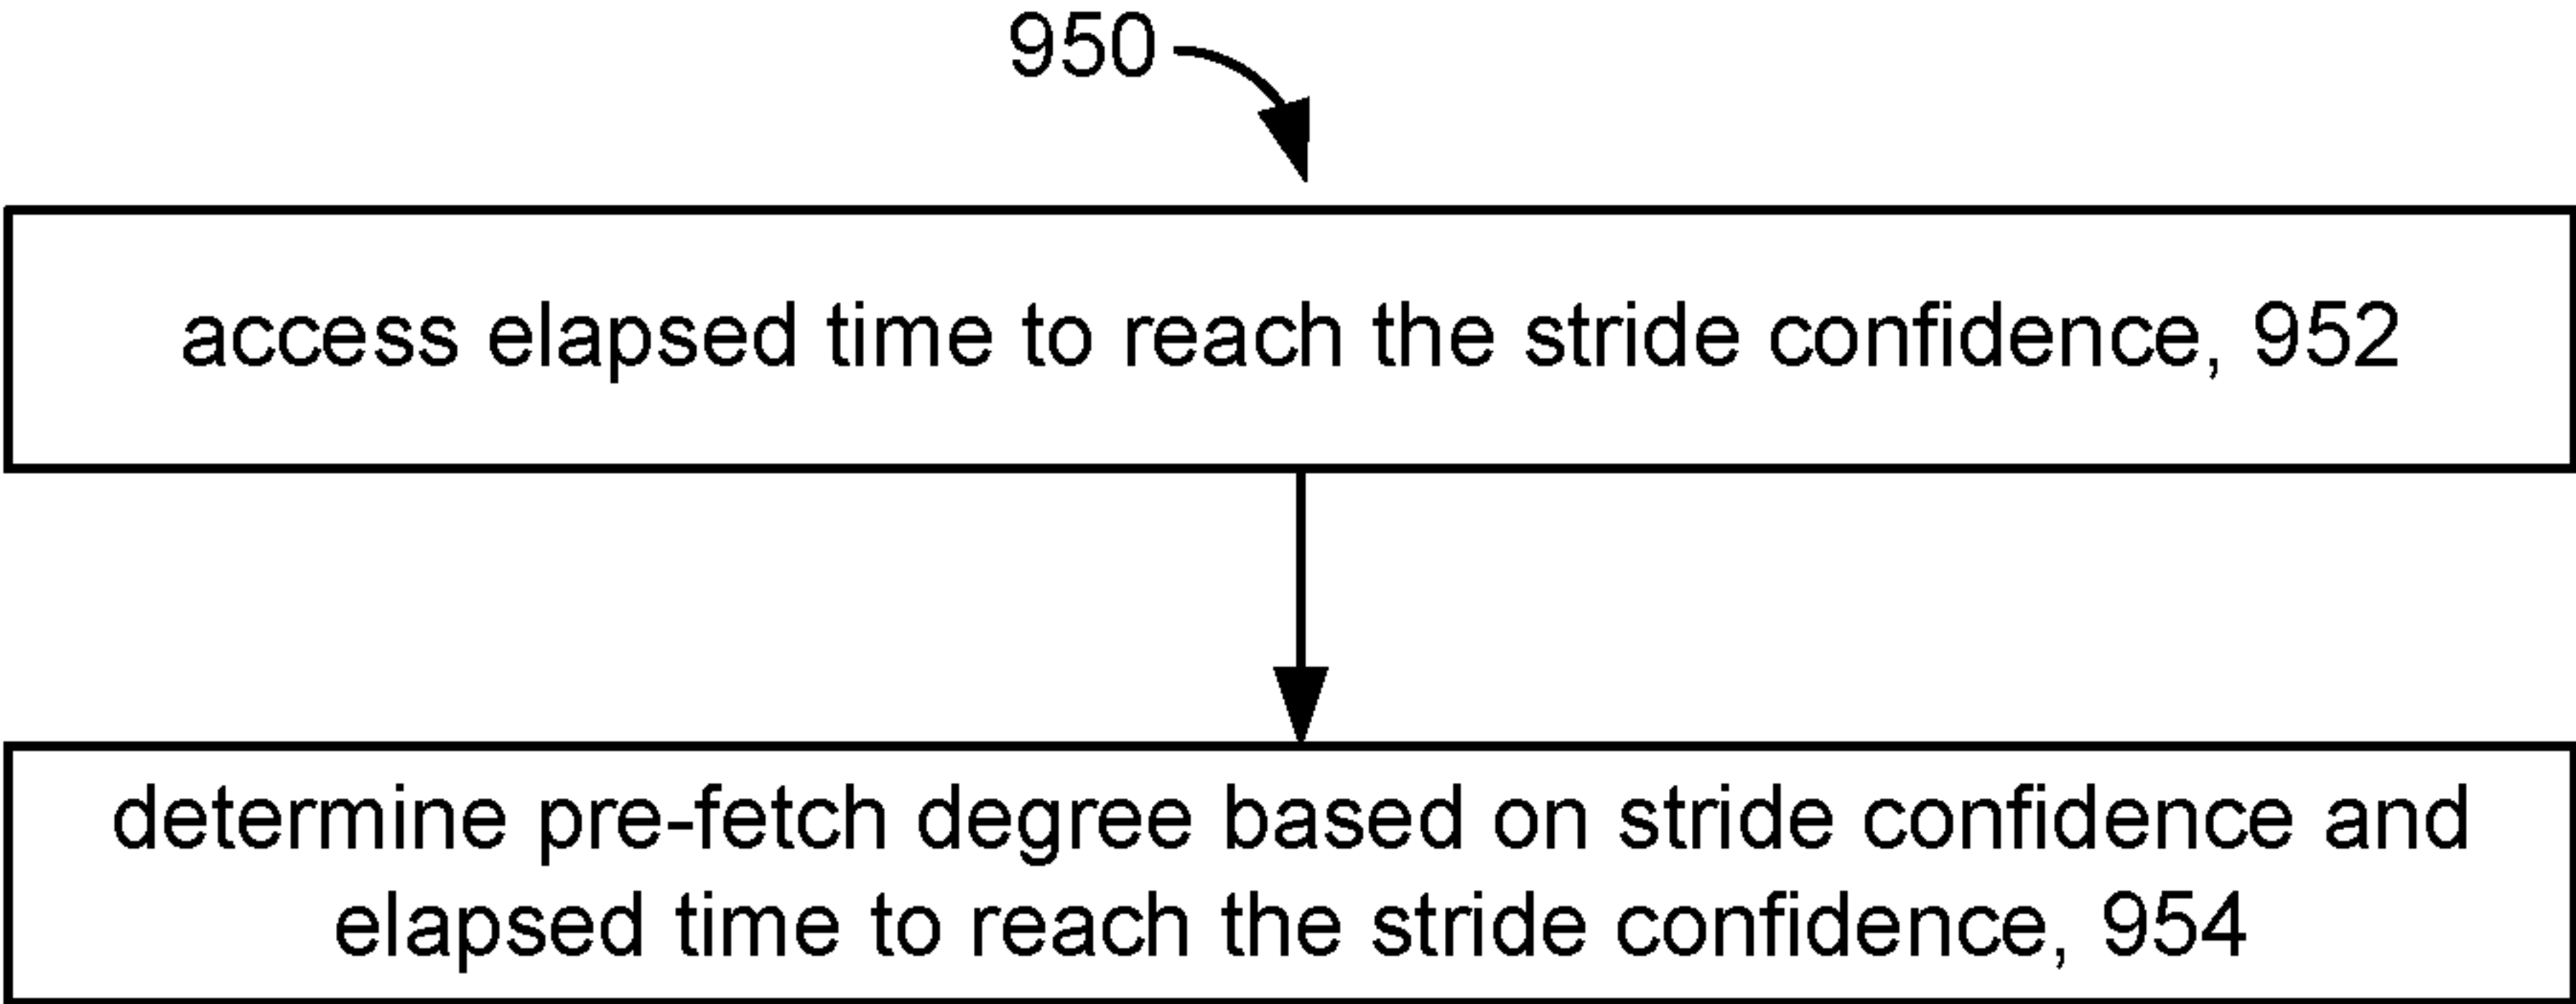 950
access elapsed time to reach the stride confidence, 952
determine pre-fetch degree based on stride confidence and
elapsed time to reach the stride confidence, 954